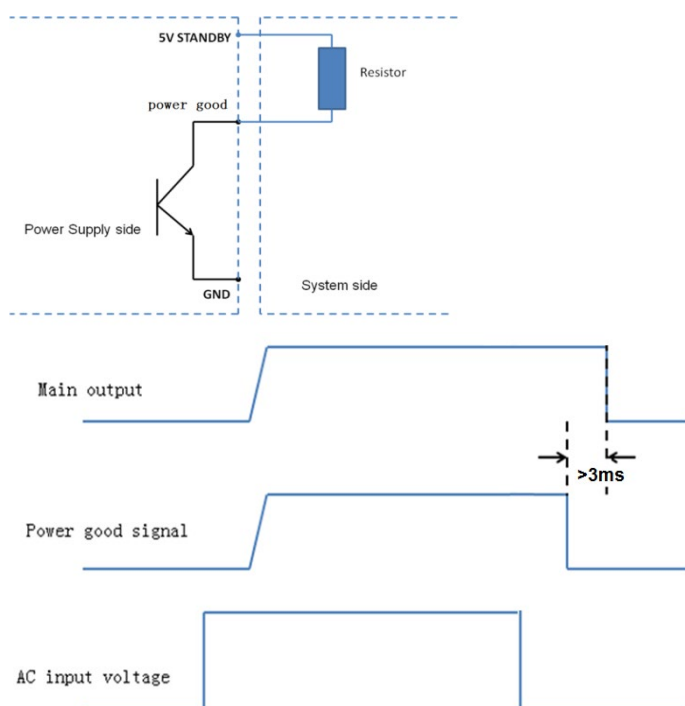 5V STANDBY
Resistor
power good
Power Supply side
GND
System side
Main output
>3ms
Power good signal
AC input voltage